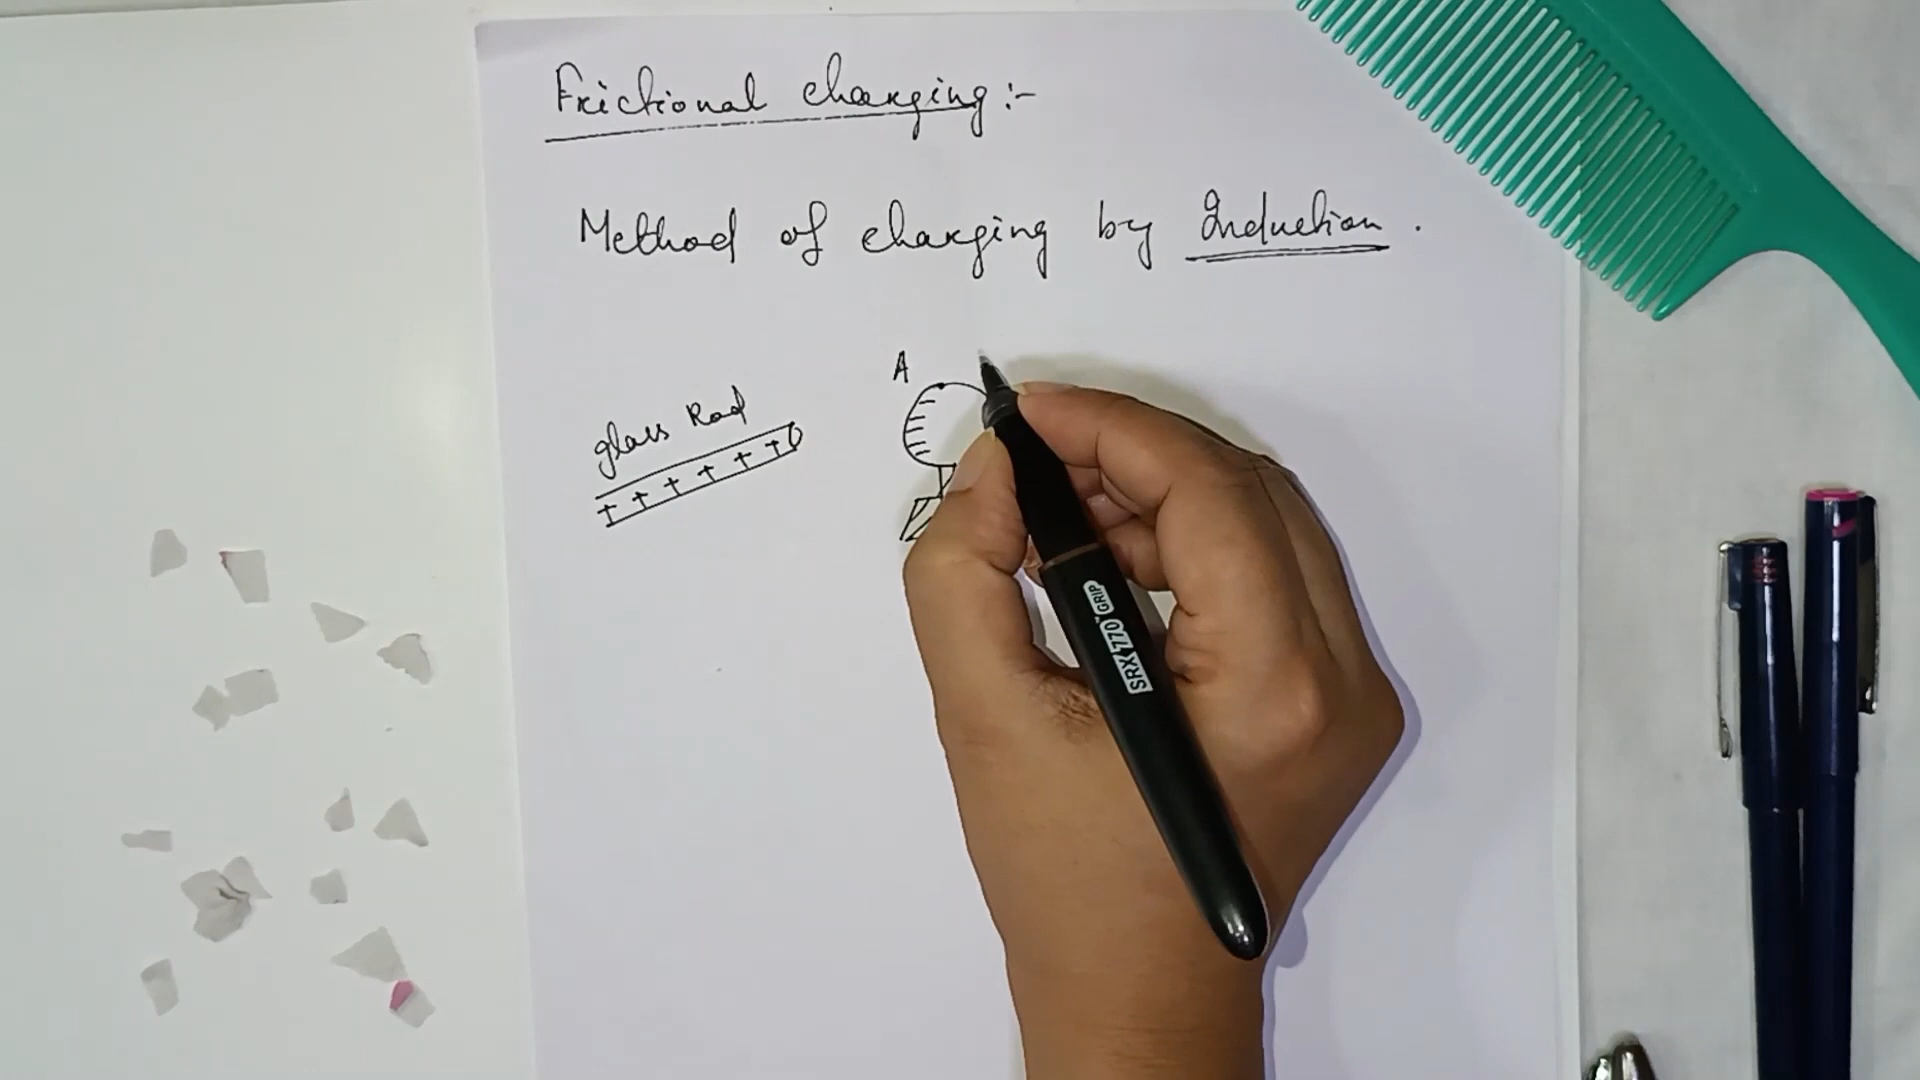 Frictional charging :-
Method of charging by Induction .
A
glass Rod
+ + + + + +
SRX 770 GRIP